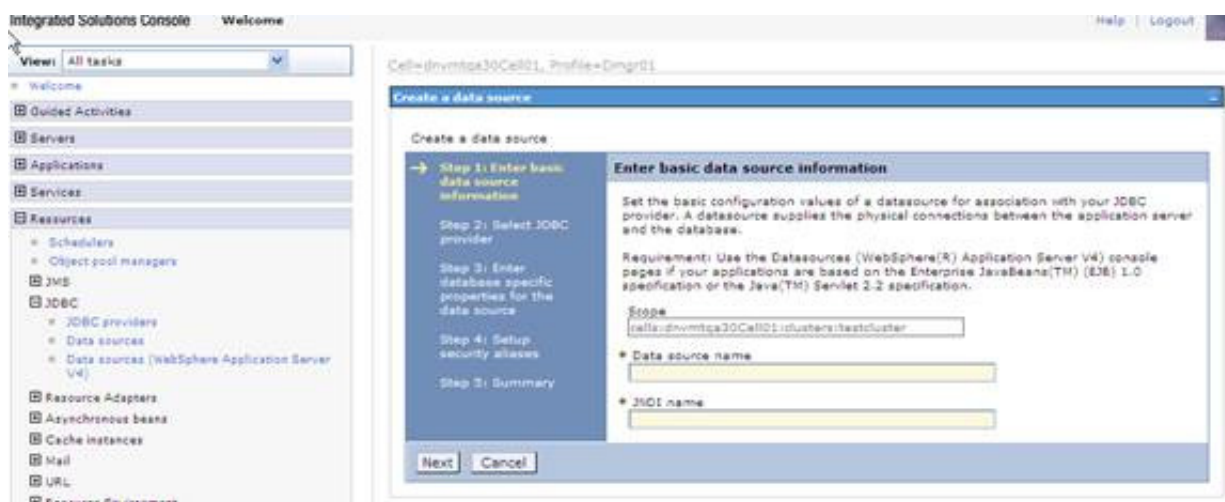 Integrated Solutions Console Welcome
Help | Logout
View: All tasks
Welcome
Guided Activities
Servers
Applications
Services
Resources
Schedulers
Object pool managers
JMS
JDBC
JDBC providers
Data sources
Data sources (WebSphere Application Server
V4)
Resource Adapters
Asynchronous beans
Cache instances
Mail
URL
Resource Environment
Cell=dnvmtqa30Cell01, Profile=Dmgr01
Create a data source
Create a data source
Step 1: Enter basic
data source
information
Step 2: Select JDBC
provider
Step 3: Enter
database specific
properties for the
data source
Step 4: Setup
security aliases
Step 5: Summary
Enter basic data source information
Set the basic configuration values of a datasource for association with your JDBC
provider. A datasource supplies the physical connections between the application server
and the database.
Requirement: Use the Datasources (WebSphere(R) Application Server V4) console
pages if your applications are based on the Enterprise JavaBeans(TM) (EJB) 1.0
specification or the Java(TM) Servlet 2.2 specification.
Scope
cells:dnvmtqa30Cell01:clusters:testcluster
* Data source name
* JNDI name
Next Cancel